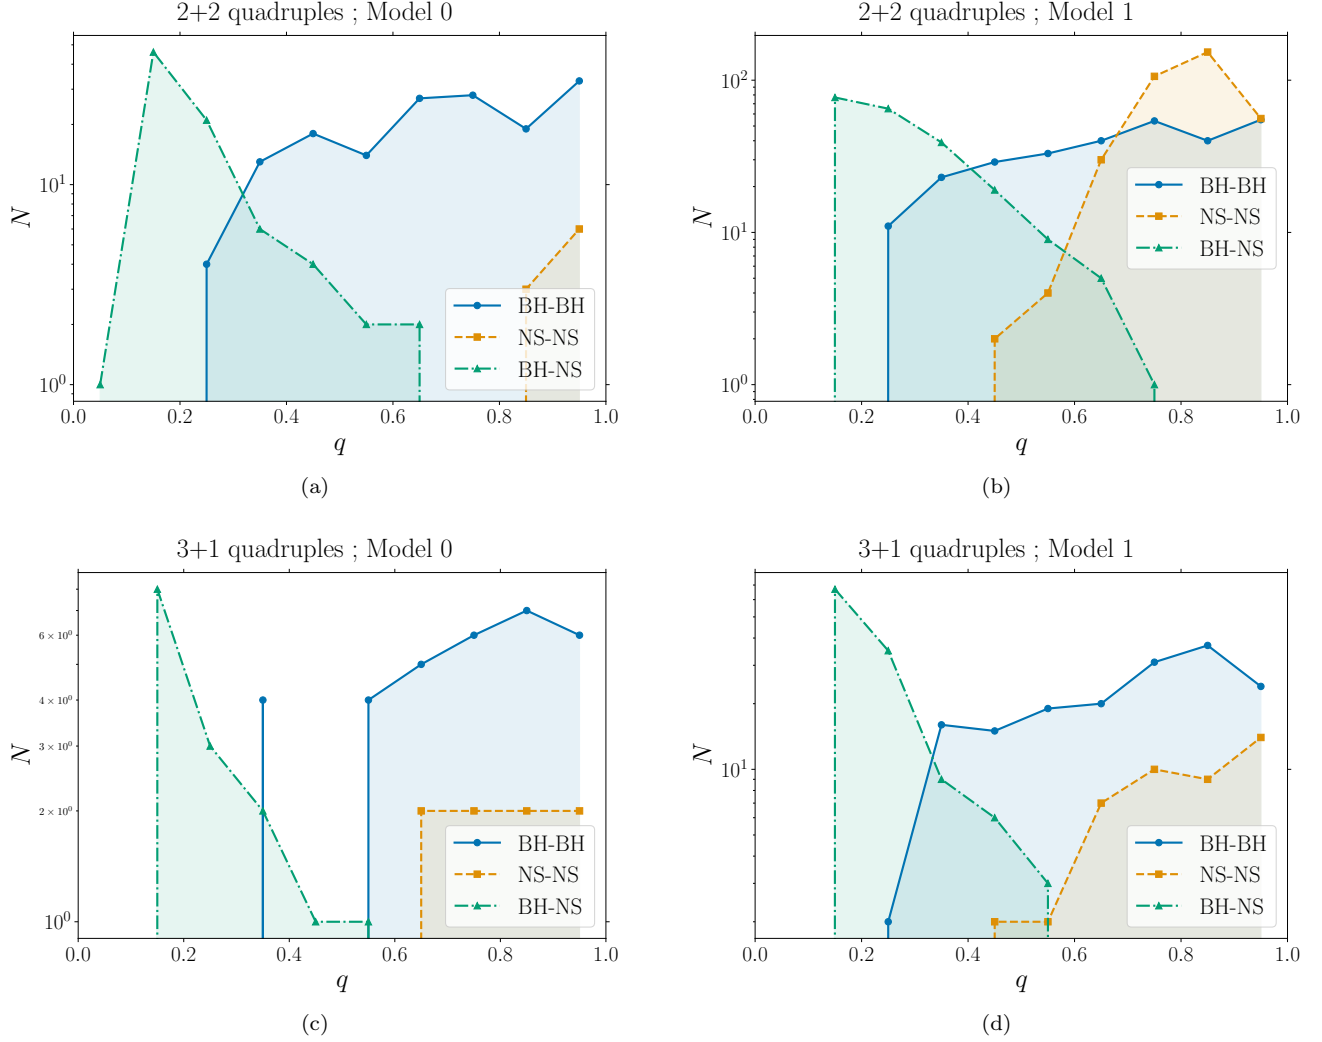 2+2 quadruples ; Model 0
N
10^1
10^0
0.0 0.2 0.4 0.6 0.8 1.0
q
BH-BH
NS-NS
BH-NS
(a)
2+2 quadruples ; Model 1
N
10^2
10^1
10^0
0.0 0.2 0.4 0.6 0.8 1.0
q
BH-BH
NS-NS
BH-NS
(b)
3+1 quadruples ; Model 0
N
6 × 10^0
4 × 10^0
3 × 10^0
2 × 10^0
10^0
0.0 0.2 0.4 0.6 0.8 1.0
q
BH-BH
NS-NS
BH-NS
(c)
3+1 quadruples ; Model 1
N
10^1
0.0 0.2 0.4 0.6 0.8 1.0
q
BH-BH
NS-NS
BH-NS
(d)